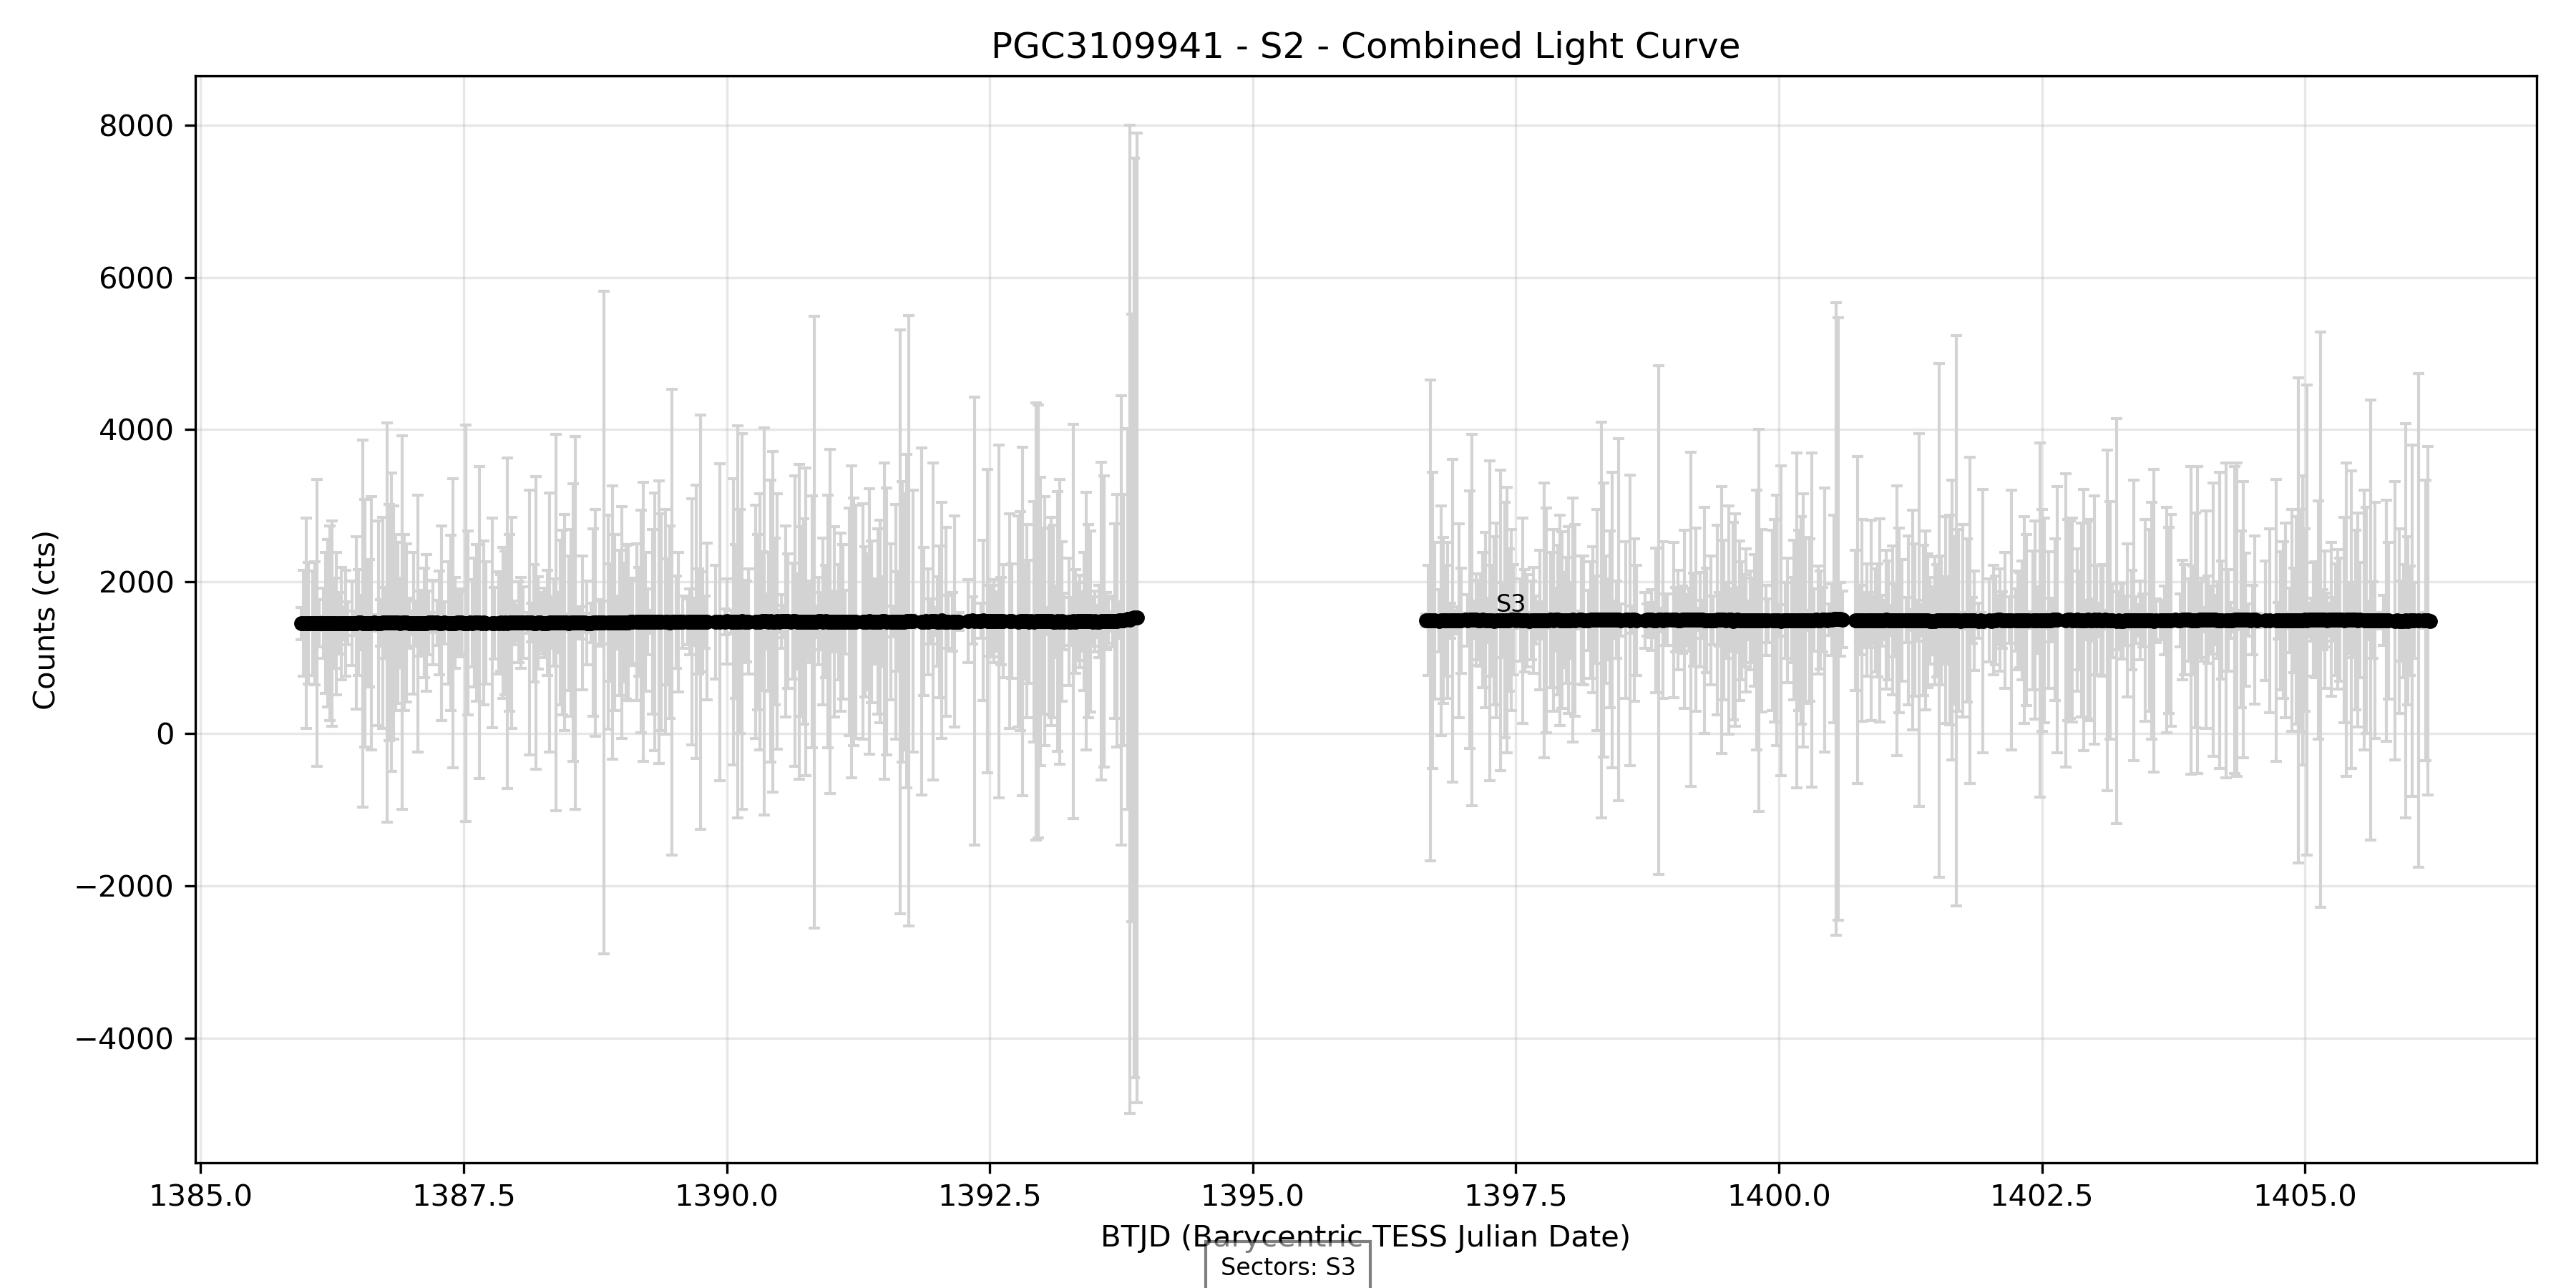 PGC3109941 - S2 - Combined Light Curve
8000
6000
4000
2000
0
−2000
−4000
Counts (cts)
S3
1385.0 1387.5 1390.0 1392.5 1395.0 1397.5 1400.0 1402.5 1405.0
BTJD (Barycentric TESS Julian Date)
Sectors: S3